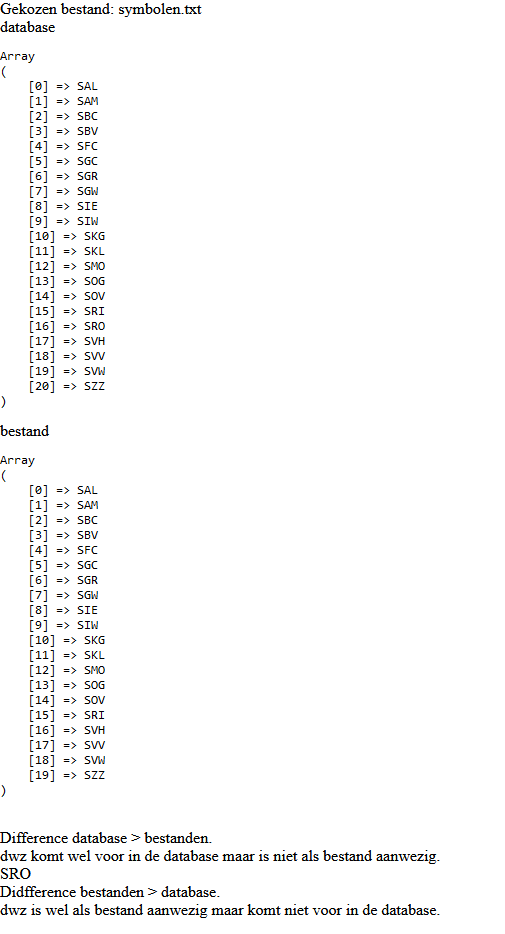 Gekozen bestand: symbolen.txt
database
Array
(
[0] => SAL
[1] => SAM
[2] => SBC
[3] => SBV
[4] => SFC
[5] => SGC
[6] => SGR
[7] => SGW
[8] => SIE
[9] => SIW
[10] => SKG
[11] => SKL
[12] => SMO
[13] => SOG
[14] => SOV
[15] => SRI
[16] => SRO
[17] => SVH
[18] => SVV
[19] => SVW
[20] => SZZ
)
bestand
Array
(
[0] => SAL
[1] => SAM
[2] => SBC
[3] => SBV
[4] => SFC
[5] => SGC
[6] => SGR
[7] => SGW
[8] => SIE
[9] => SIW
[10] => SKG
[11] => SKL
[12] => SMO
[13] => SOG
[14] => SOV
[15] => SRI
[16] => SVH
[17] => SVV
[18] => SVW
[19] => SZZ
)
Difference database > bestanden.
dwz komt wel voor in de database maar is niet als bestand aanwezig.
SRO
Didfference bestanden > database.
dwz is wel als bestand aanwezig maar komt niet voor in de database.